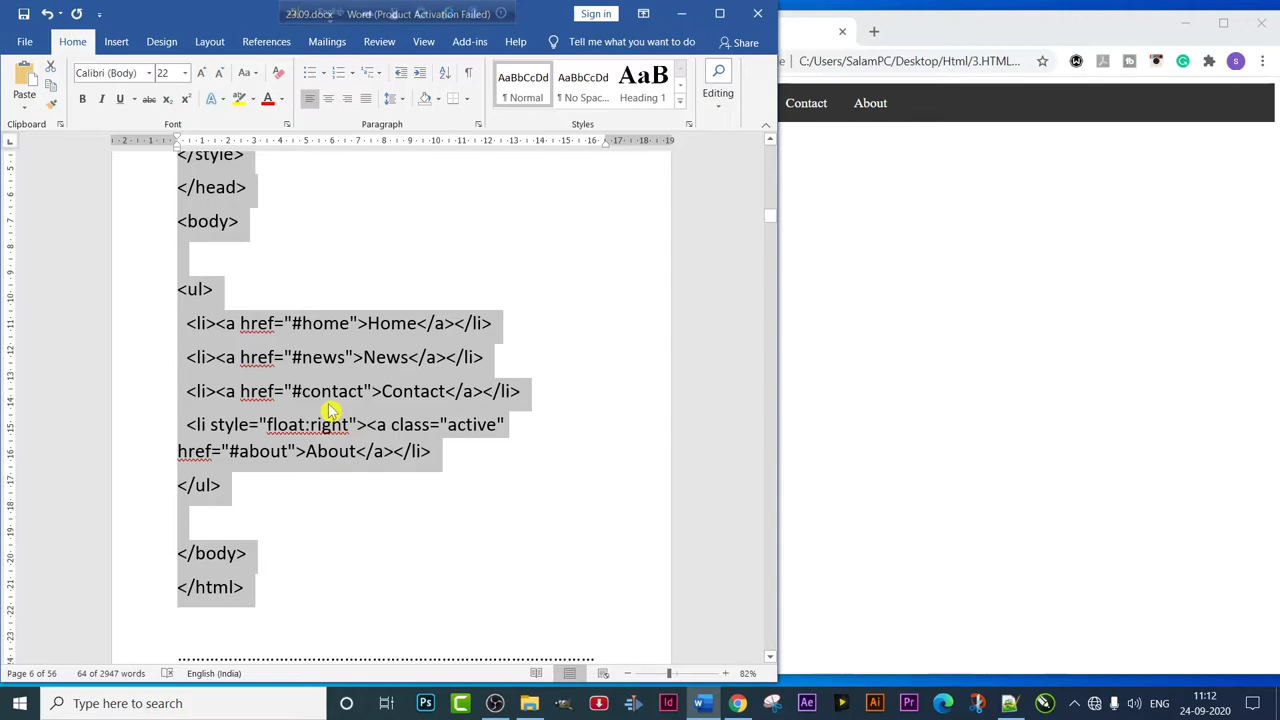 23.09.docx - Word (Product Activation Failed)
Sign in
File Home Insert Design Layout References Mailings Review View Add-ins Help Tell me what you want to do Share
C:/Users/SalamPC/Desktop/Html/3.HTML...
Calibri (Body) 22
Paste
AaBbCcDd AaBbCcDd AaB
¶ Normal ¶ No Spac... Heading 1
Editing
Clipboard Font Paragraph Styles
Contact About
</style>
</head>
<body>
<ul>
<li><a href="#home">Home</a></li>
<li><a href="#news">News</a></li>
<li><a href="#contact">Contact</a></li>
<li style="float:right"><a class="active"
href="#about">About</a></li>
</ul>
</body>
</html>
Page 6 of 56 64 of 2947 words English (India) 82%
Type here to search
ENG
11:12
24-09-2020